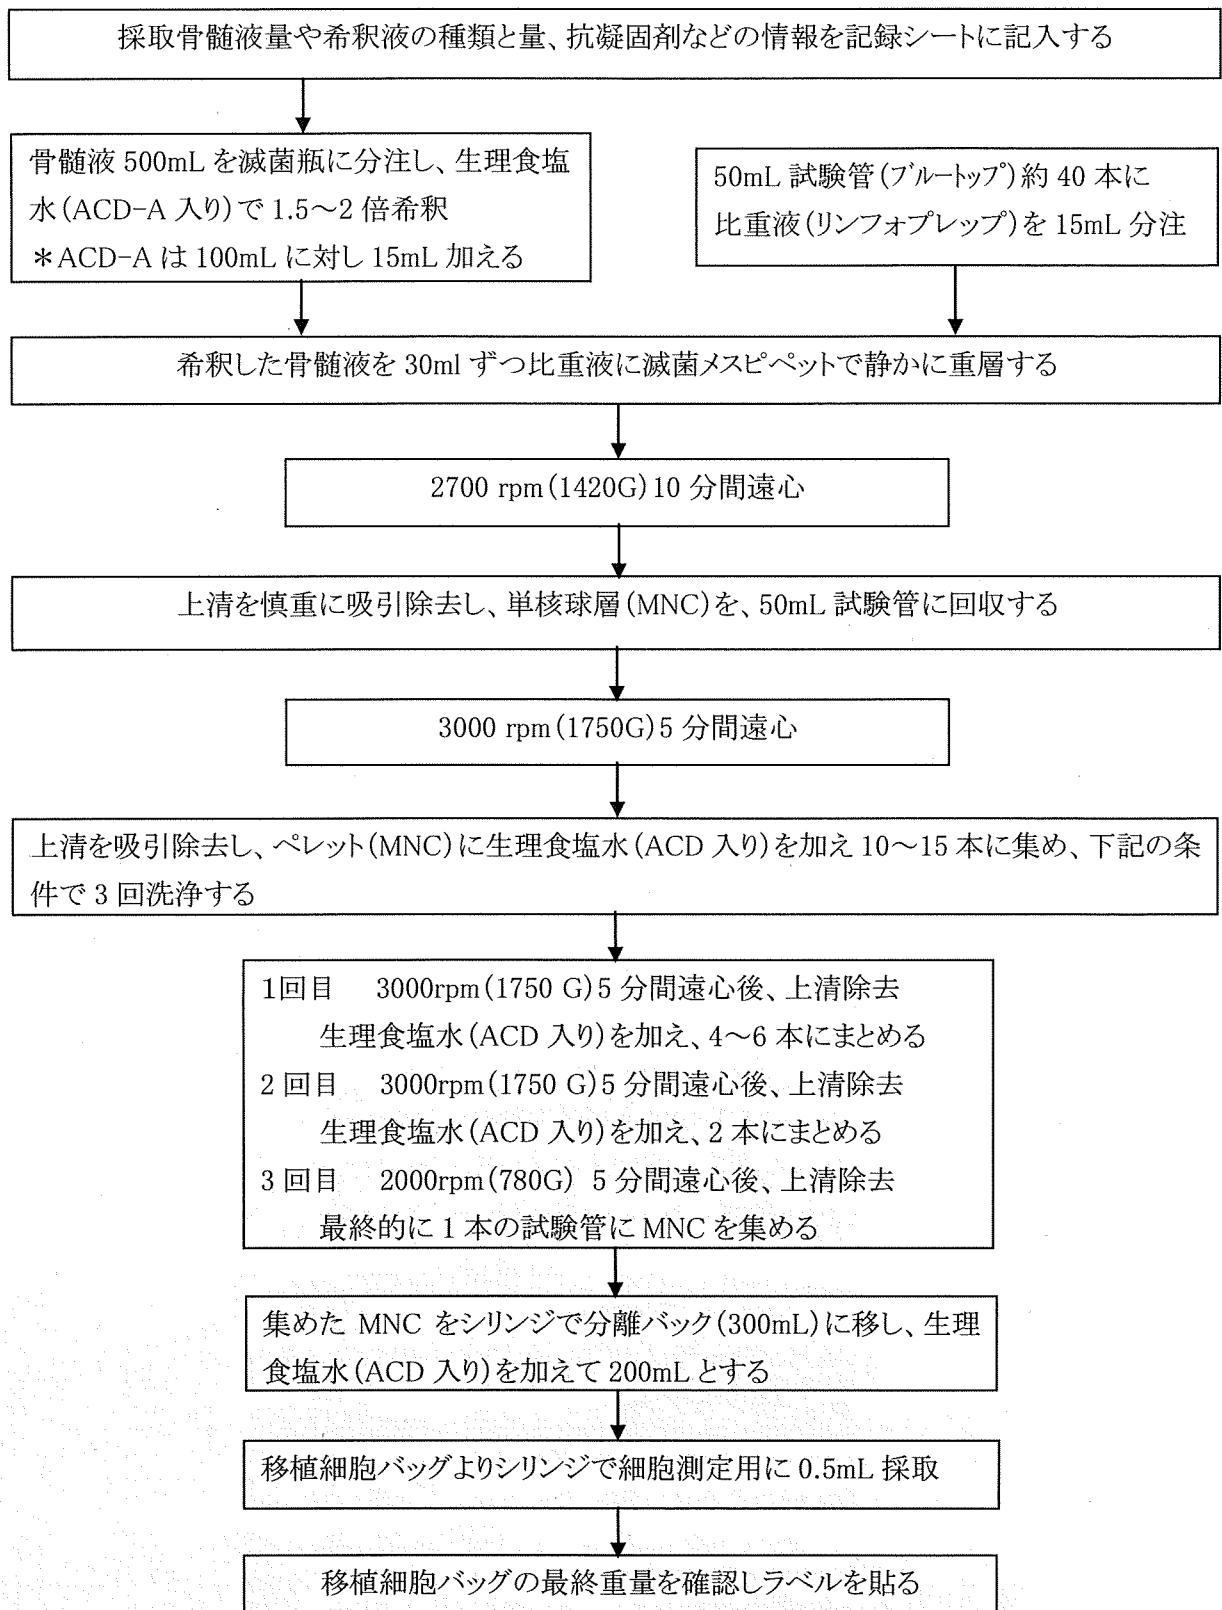 採取骨髄液量や希釈液の種類と量、抗凝固剤などの情報を記録シートに記入する
骨髄液 500mL を滅菌瓶に分注し、生理食塩
水(ACD-A 入り)で 1.5～2 倍希釈
＊ACD-A は 100mL に対し 15mL 加える
50mL 試験管(ブルートップ)約 40 本に
比重液(リンフォプレップ)を 15mL 分注
希釈した骨髄液を 30ml ずつ比重液に滅菌メスピペットで静かに重層する
2700 rpm(1420G)10 分間遠心
上清を慎重に吸引除去し、単核球層(MNC)を、50mL 試験管に回収する
3000 rpm(1750G)5 分間遠心
上清を吸引除去し、ペレット(MNC)に生理食塩水(ACD 入り)を加え 10～15 本に集め、下記の条
件で 3 回洗浄する
1回目 3000rpm(1750 G)5 分間遠心後、上清除去
生理食塩水(ACD 入り)を加え、4～6 本にまとめる
2 回目 3000rpm(1750 G)5 分間遠心後、上清除去
生理食塩水(ACD 入り)を加え、2 本にまとめる
3 回目 2000rpm(780G) 5 分間遠心後、上清除去
最終的に 1 本の試験管に MNC を集める
集めた MNC をシリンジで分離バック(300mL)に移し、生理
食塩水(ACD 入り)を加えて 200mL とする
移植細胞バッグよりシリンジで細胞測定用に 0.5mL 採取
移植細胞バッグの最終重量を確認しラベルを貼る